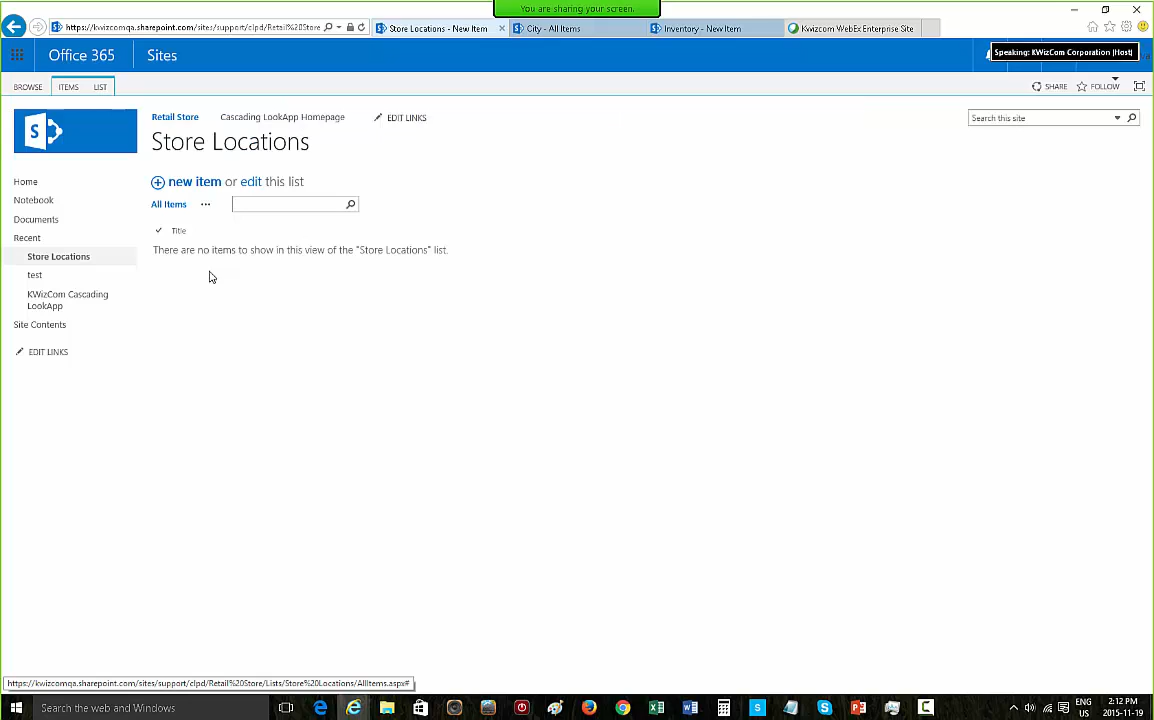 You are sharing your screen.
https://kwizcomqa.sharepoint.com/sites/support/clpd/Retail%20Store
Store Locations - New Item
City - All Items
Inventory - New Item
Kwizcom WebEx Enterprise Site
Office 365
Sites
Speaking: KWizCom Corporation (Host)
BROWSE
ITEMS
LIST
SHARE
FOLLOW
Retail Store
Cascading LookApp Homepage
EDIT LINKS
Search this site
Store Locations
new item or edit this list
All Items
...
Title
There are no items to show in this view of the "Store Locations" list.
Home
Notebook
Documents
Recent
Store Locations
test
KWizCom Cascading
LookApp
Site Contents
EDIT LINKS
https://kwizcomqa.sharepoint.com/sites/support/clpd/Retail%20Store/Lists/Store%20Locations/AllItems.aspx#
Search the web and Windows
ENG
US
2:12 PM
2015-11-19